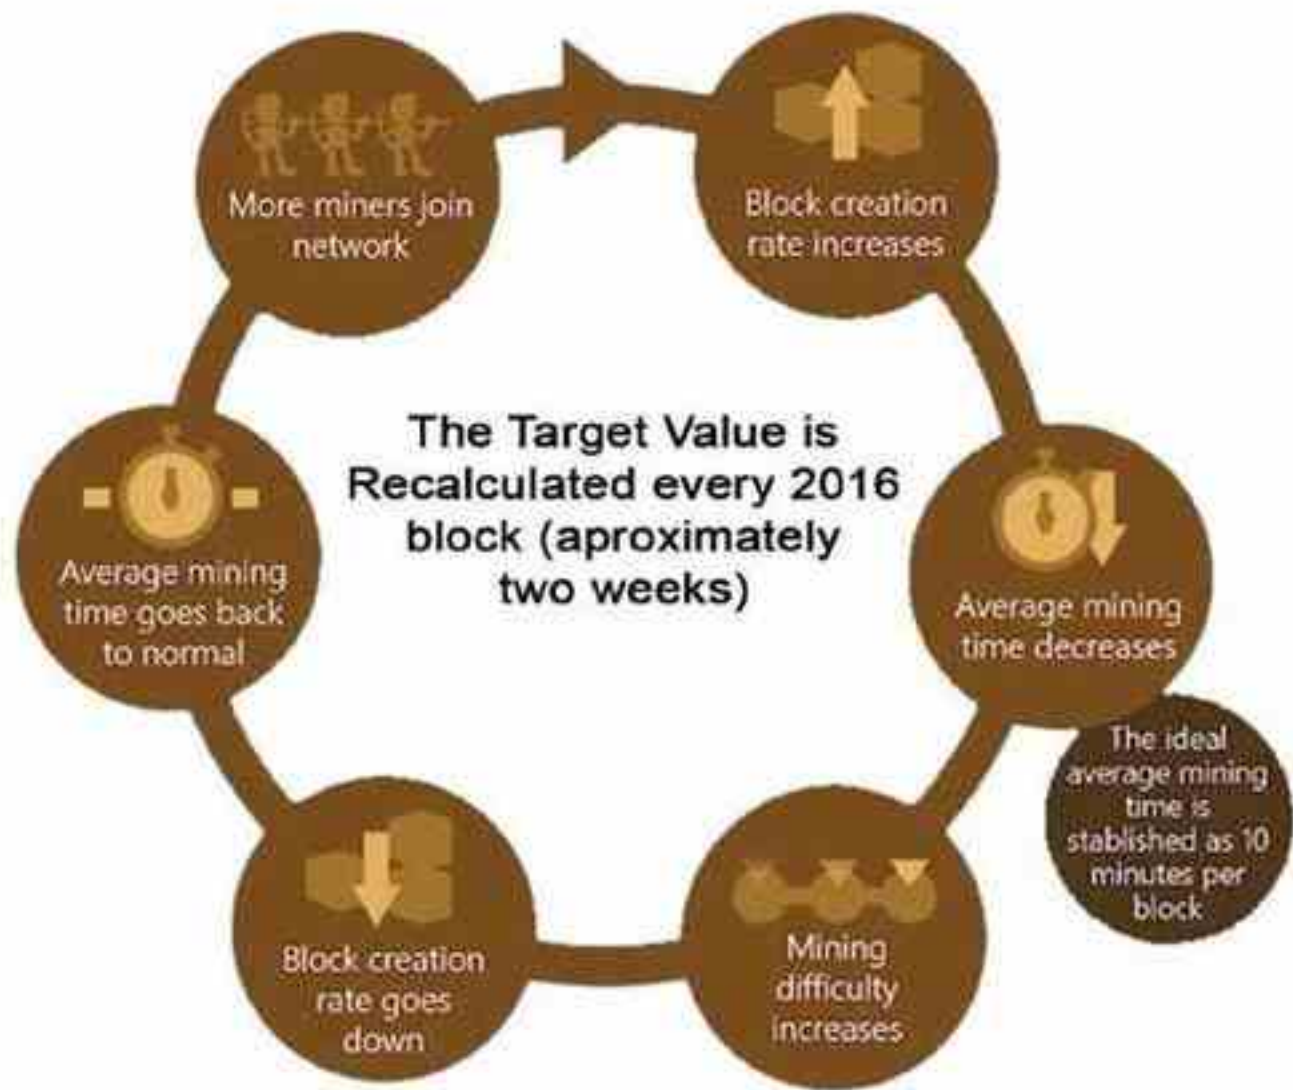 More miners join
network
Block creation
rate increases
The Target Value is
Recalculated every 2016
block (aproximately
two weeks)
Average mining
time goes back
to normal
Average mining
time decreases
The ideal
average mining
time is
stablished as 10
minutes per
block
Block creation
rate goes
down
Mining
difficulty
increases